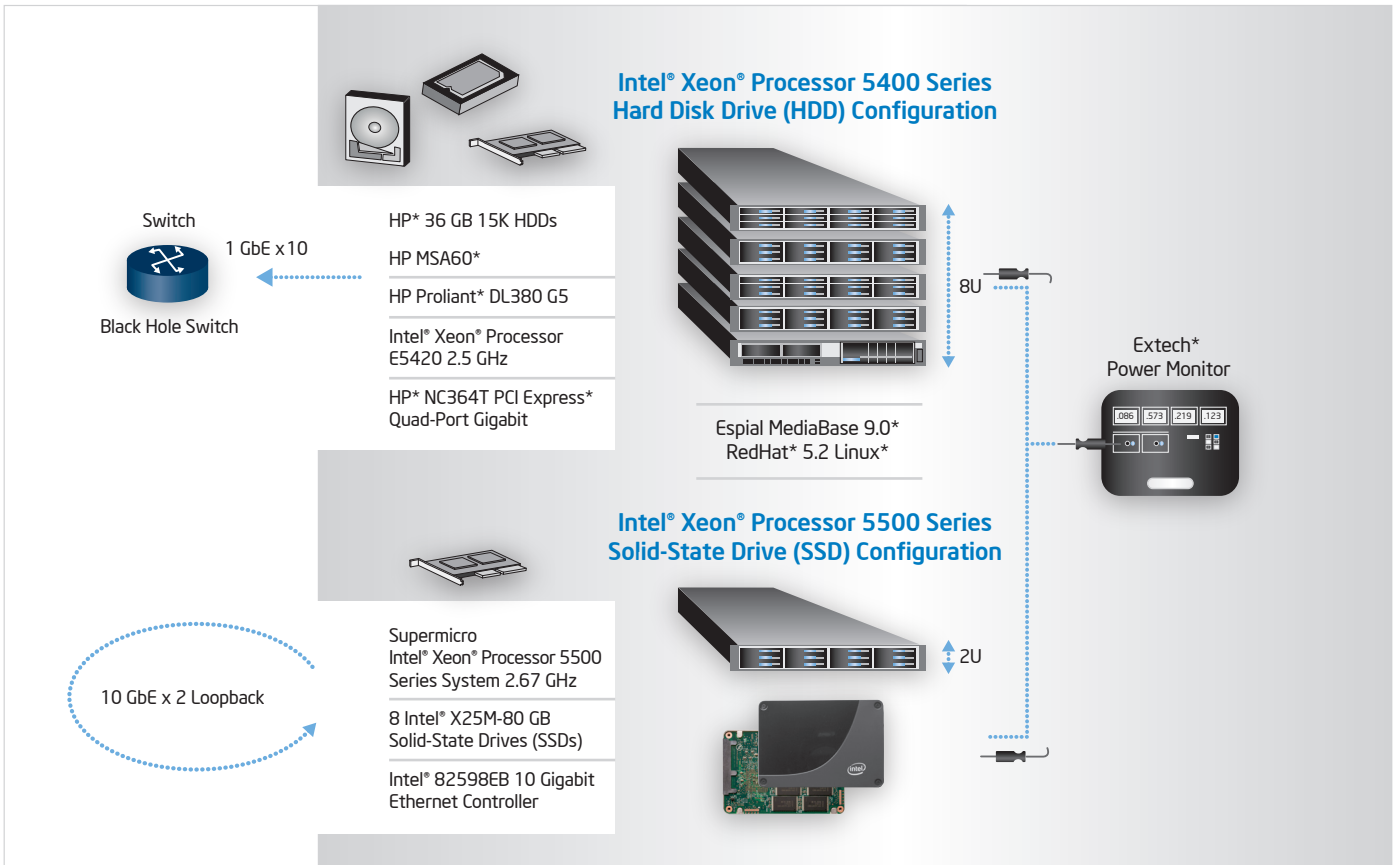 Intel® Xeon® Processor 5400 Series
Hard Disk Drive (HDD) Configuration
Switch
1 GbE x10
Black Hole Switch
HP* 36 GB 15K HDDs
HP MSA60*
HP Proliant* DL380 G5
Intel® Xeon® Processor
E5420 2.5 GHz
HP* NC364T PCI Express*
Quad-Port Gigabit
8U
Espial MediaBase 9.0*
RedHat* 5.2 Linux*
Extech*
Power Monitor
.086 .573 .219 .123
Intel® Xeon® Processor 5500 Series
Solid-State Drive (SSD) Configuration
10 GbE x 2 Loopback
Supermicro
Intel® Xeon® Processor 5500
Series System 2.67 GHz
8 Intel® X25M-80 GB
Solid-State Drives (SSDs)
Intel® 82598EB 10 Gigabit
Ethernet Controller
2U
intel